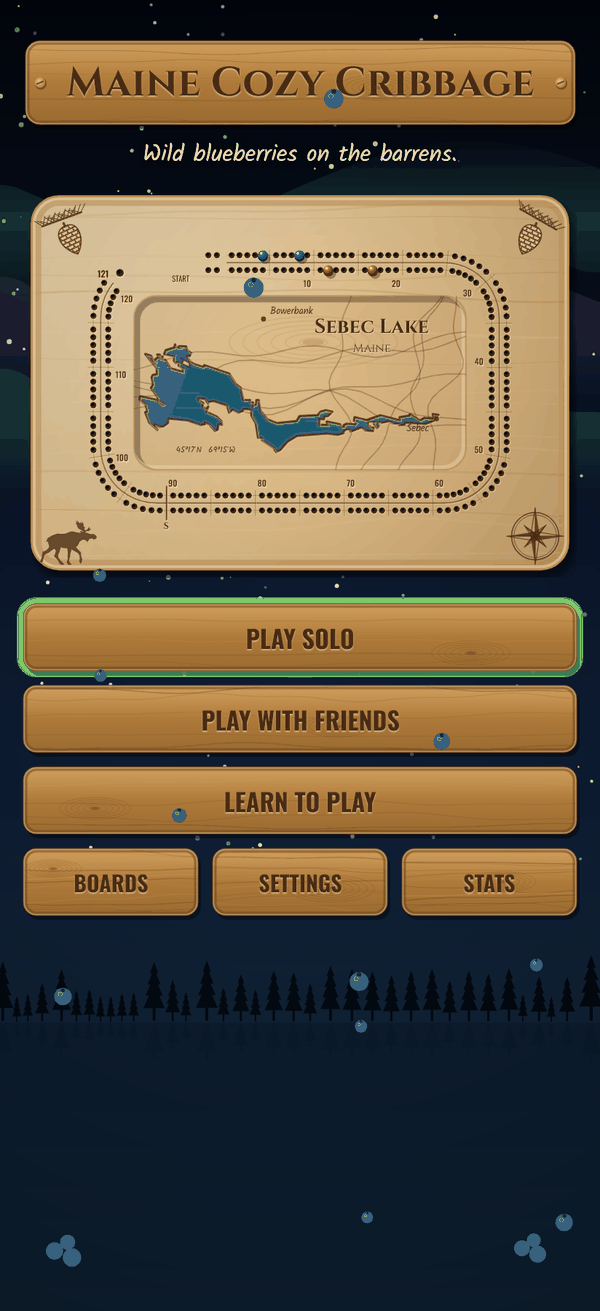 Maine Cozy Cribbage
Wild blueberries on the barrens.
121
START
10
20
30
120
Bowerbank
Sebec Lake
Maine
40
110
Sebec
45°17'N 69°15'W
100
50
90
80
70
60
S
PLAY SOLO
PLAY WITH FRIENDS
LEARN TO PLAY
BOARDS
SETTINGS
STATS